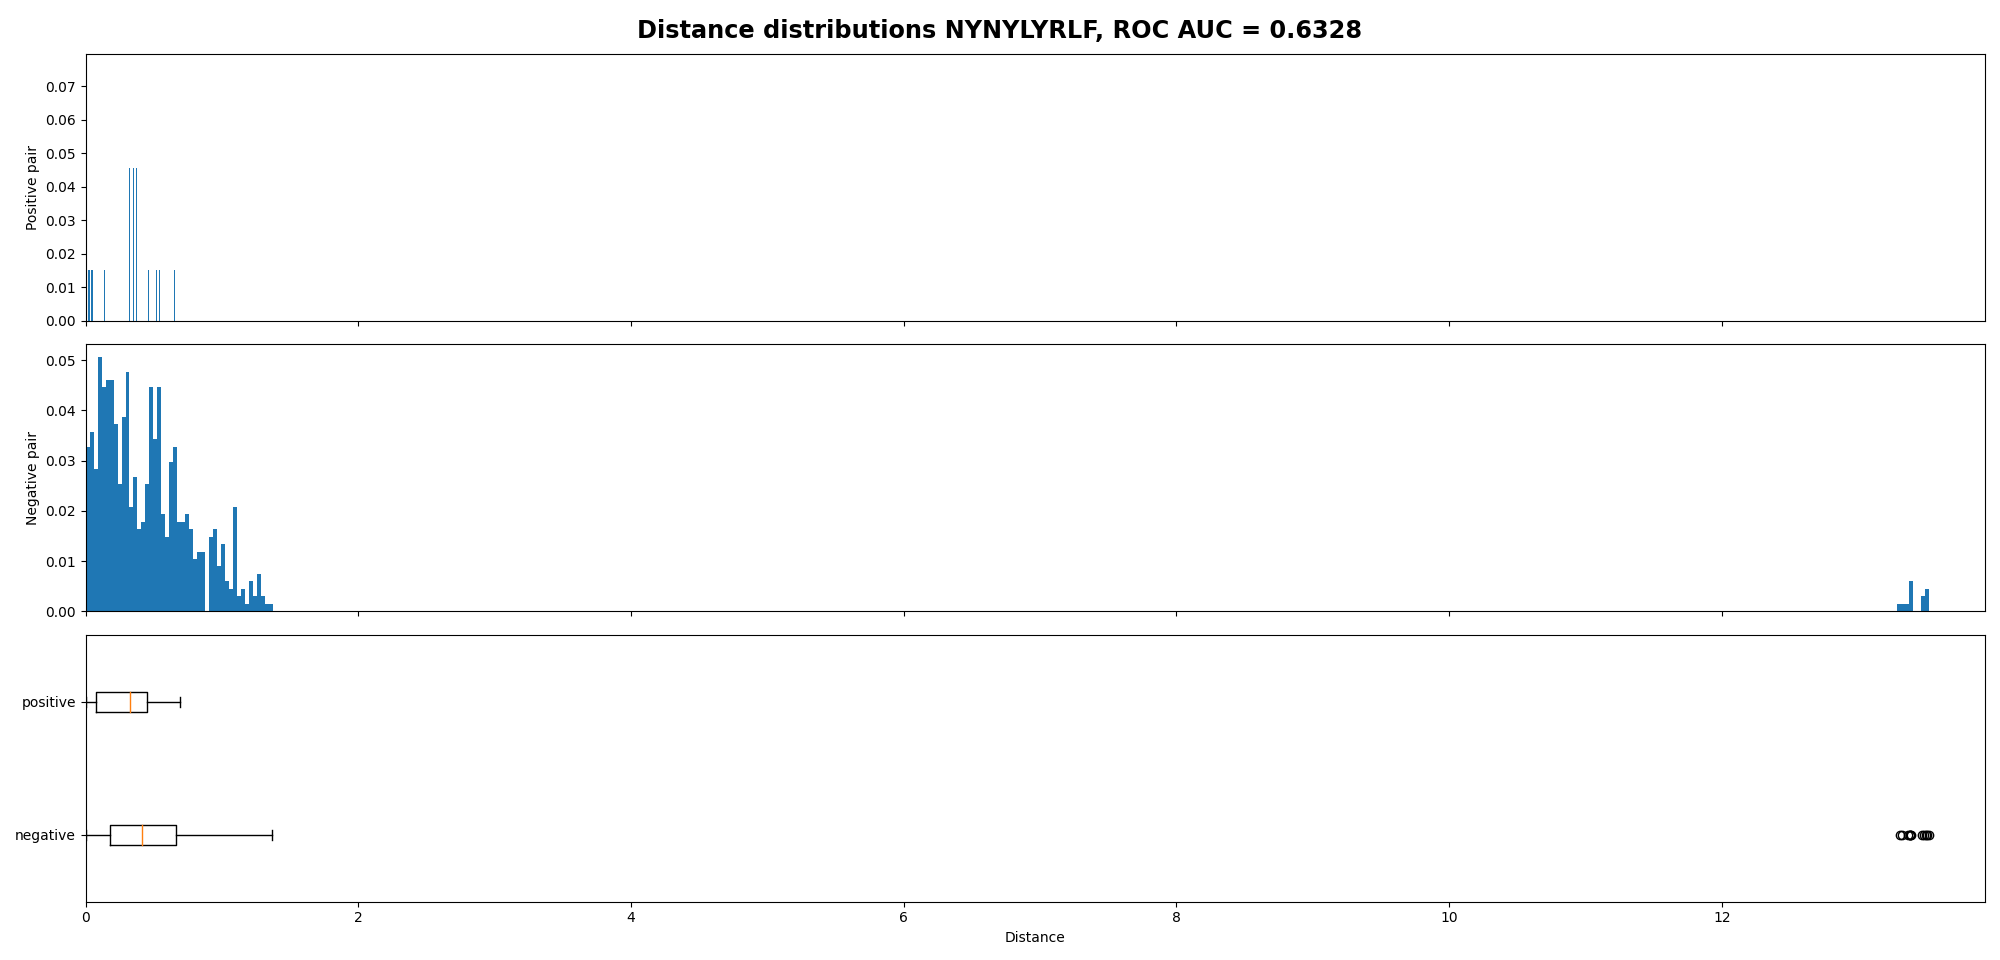 Distance distributions NYNYLYRLF, ROC AUC = 0.6328
0.07
0.06
0.05
0.04
0.03
0.02
0.01
0.00
Positive pair
0.05
0.04
0.03
0.02
0.01
0.00
Negative pair
positive
negative
0 2 4 6 8 10 12
Distance